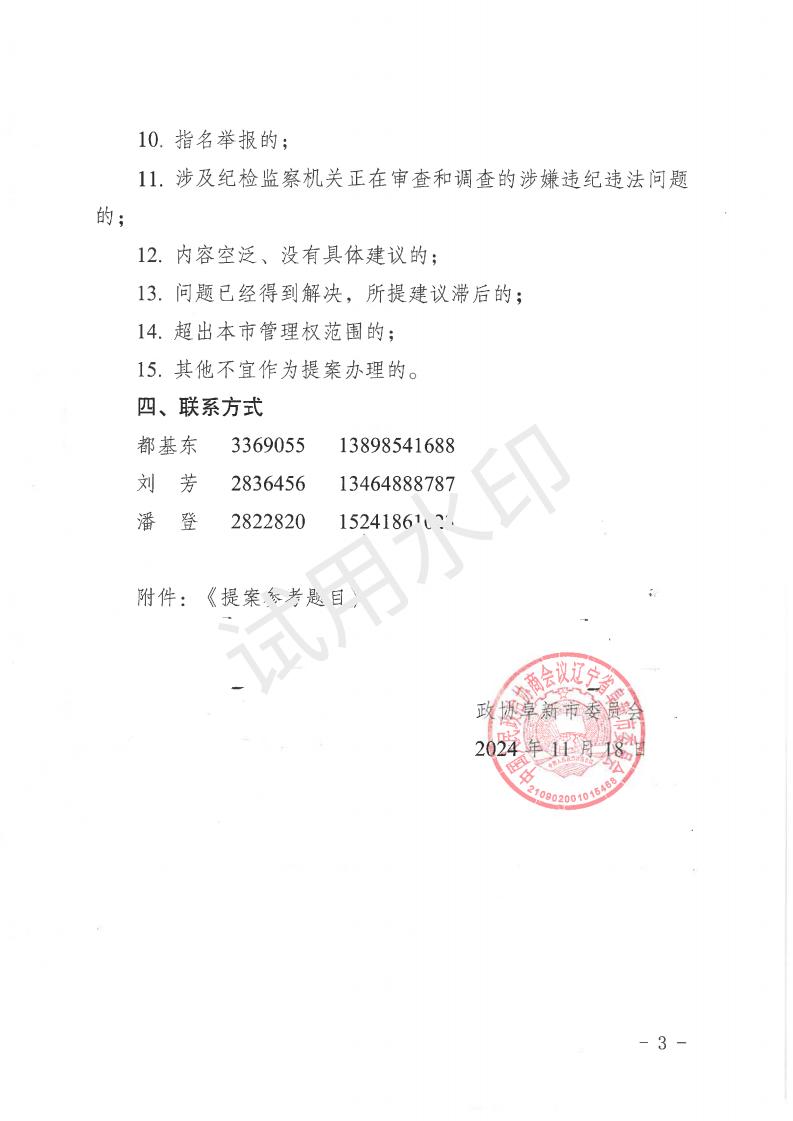 10. 指名举报的;
11. 涉及纪检监察机关正在审查和调查的涉嫌违纪违法问题
的;
12. 内容空泛、没有具体建议的;
13. 问题已经得到解决，所提建议滞后的;
14. 超出本市管理权范围的;
15. 其他不宜作为提案办理的。
四、联系方式
都基东 3369055 13898541688
刘 芳 2836456 13464888787
潘 登 2822820
附件：《提案参考题目
试用水印
中国人民政治协商会议辽宁省阜新市委员会
政协阜新市委员会
2024 年 11 月 18 日
- 3 -